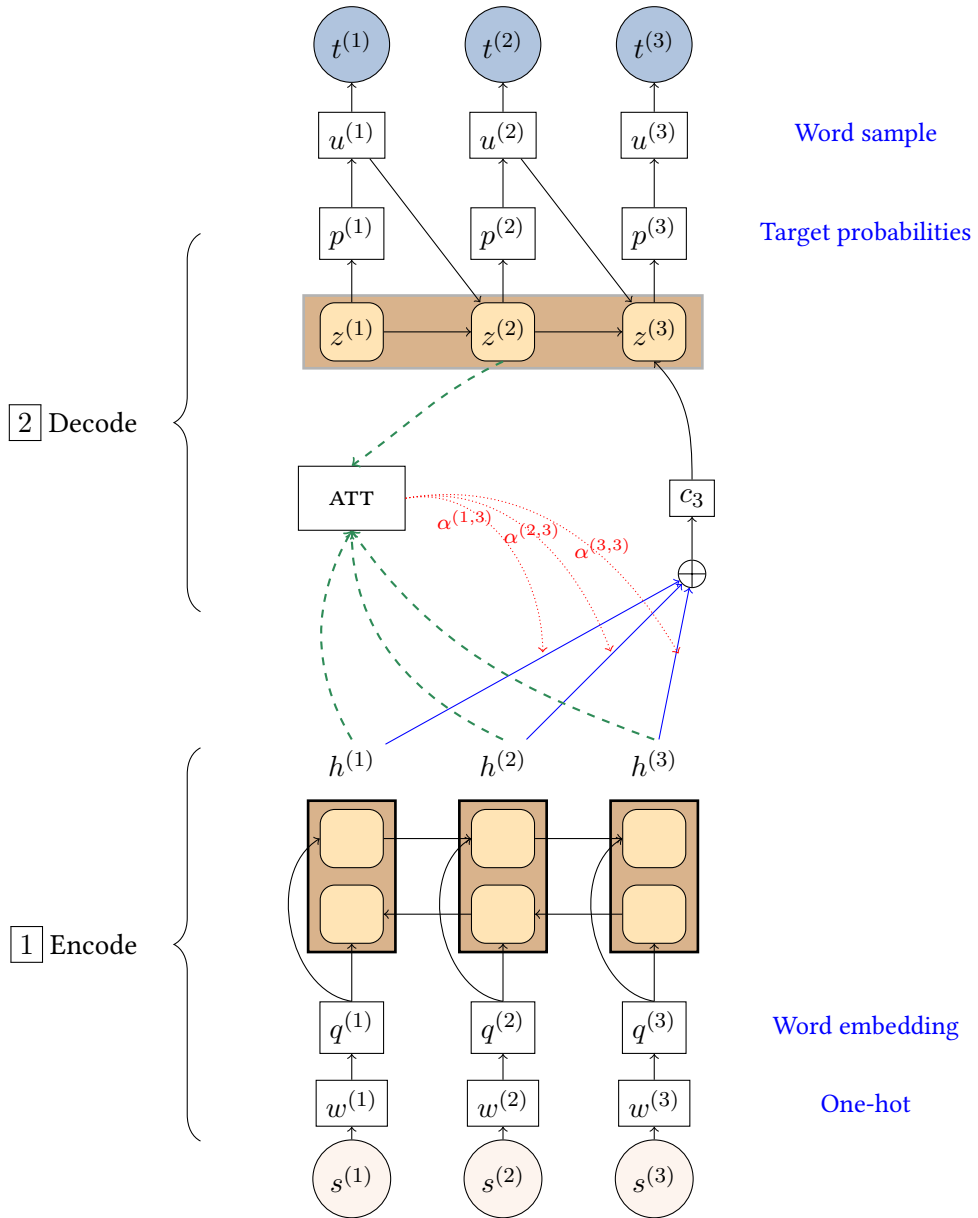 t^(1) t^(2) t^(3)
u^(1) u^(2) u^(3) Word sample
p^(1) p^(2) p^(3) Target probabilities
z^(1) z^(2) z^(3)
2 Decode
ATT
c_3
α^(1,3)
α^(2,3)
α^(3,3)
h^(1) h^(2) h^(3)
1 Encode
q^(1) q^(2) q^(3) Word embedding
w^(1) w^(2) w^(3) One-hot
s^(1) s^(2) s^(3)